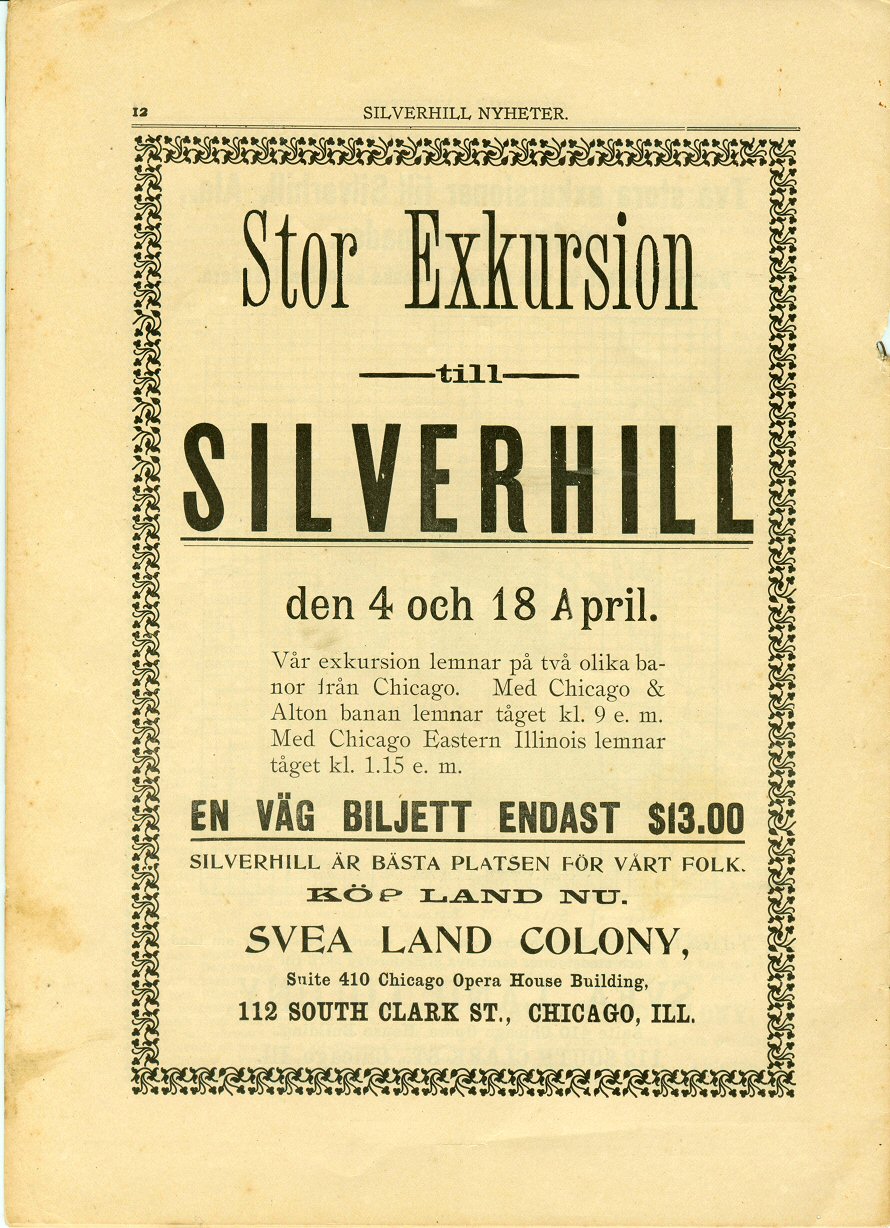 12
SILVERHILL NYHETER.
Stor Exkursion
till
SILVERHILL
den 4 och 18 April.
Vår exkursion lemnar på två olika ba-
nor från Chicago. Med Chicago &
Alton banan lemnar tåget kl. 9 e. m.
Med Chicago Eastern Illinois lemnar
tåget kl. 1.15 e. m.
EN VÄG BILJETT ENDAST $13.00
SILVERHILL ÄR BÄSTA PLATSEN FÖR VÅRT FOLK.
KÖP LAND NU.
SVEA LAND COLONY,
Suite 410 Chicago Opera House Building,
112 SOUTH CLARK ST., CHICAGO, ILL.